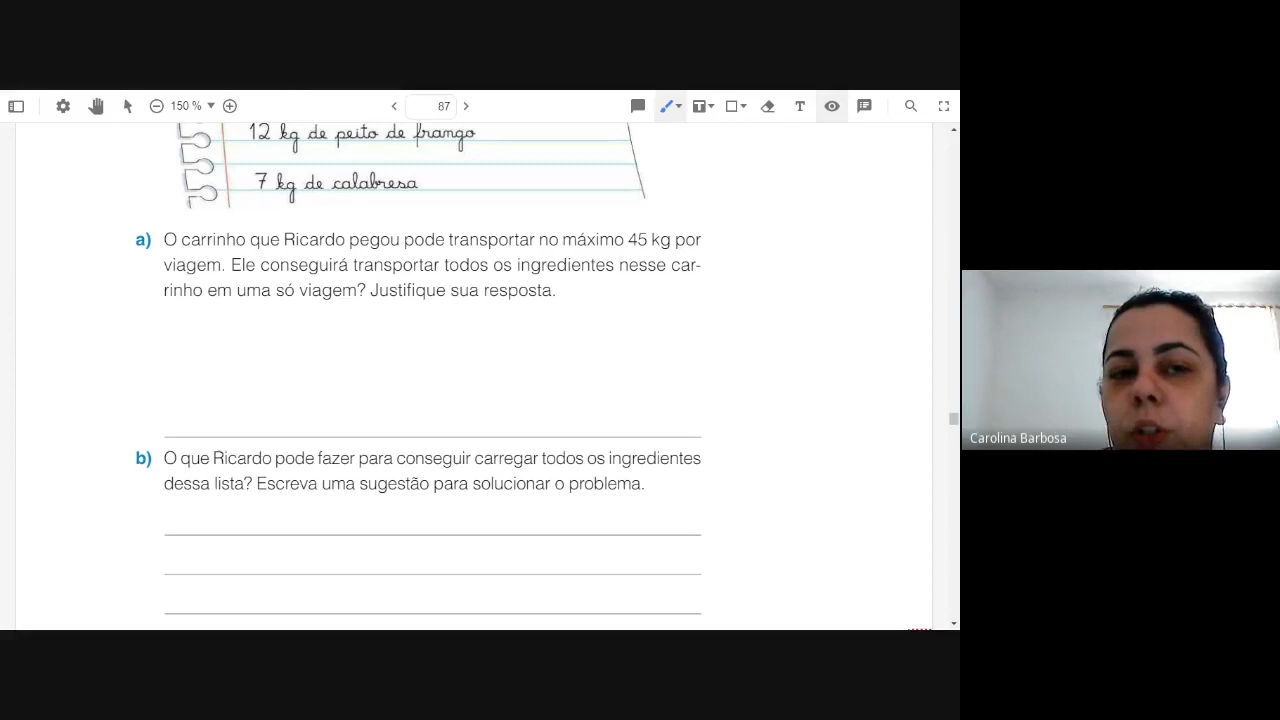 150 %
87
12 kg de peito de frango
7 kg de calabresa
a) O carrinho que Ricardo pegou pode transportar no máximo 45 kg por
viagem. Ele conseguirá transportar todos os ingredientes nesse car-
rinho em uma só viagem? Justifique sua resposta.
b) O que Ricardo pode fazer para conseguir carregar todos os ingredientes
dessa lista? Escreva uma sugestão para solucionar o problema.
Carolina Barbosa